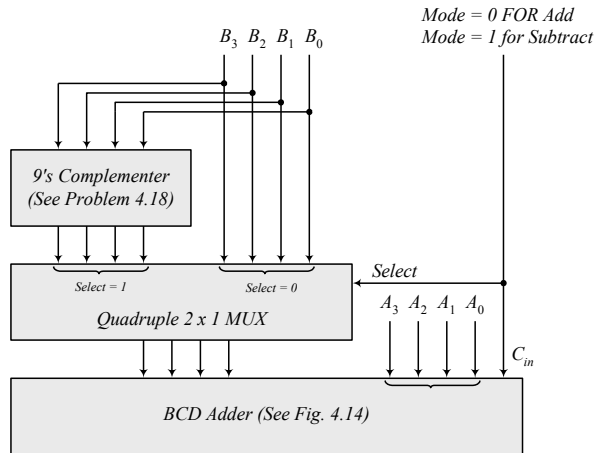 Mode = 0 FOR Add
Mode = 1 for Subtract
B3 B2 B1 B0
9's Complementer
(See Problem 4.18)
Select = 1
Select = 0
Select
Quadruple 2 x 1 MUX
A3 A2 A1 A0
Cin
BCD Adder (See Fig. 4.14)